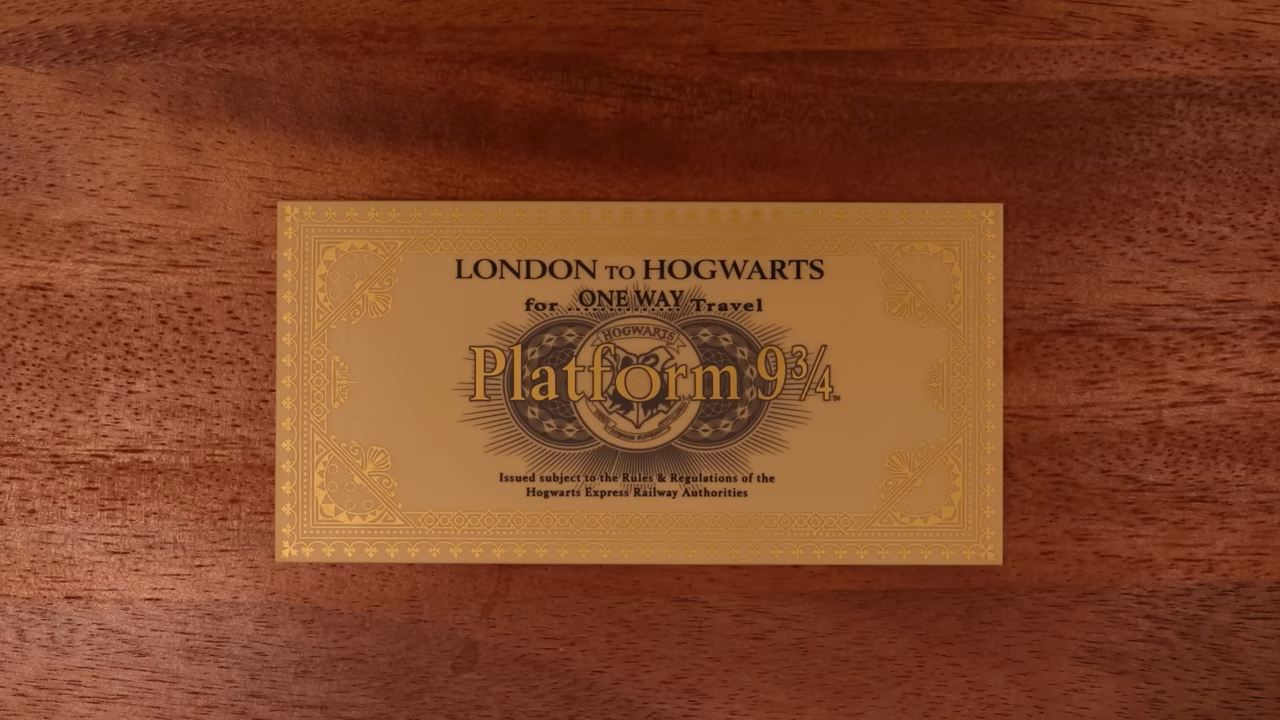 LONDON TO HOGWARTS
for ONE WAY Travel
HOGWARTS
Platform 9¾™
Issued subject to the Rules & Regulations of the
Hogwarts Express Railway Authorities